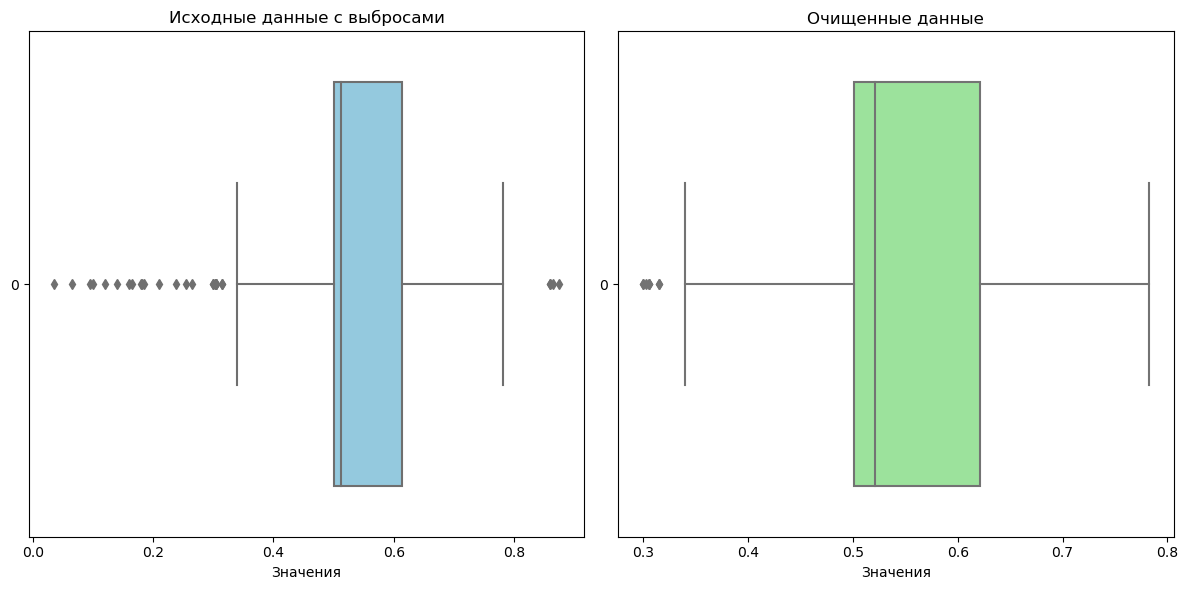 Исходные данные с выбросами
0
0.0 0.2 0.4 0.6 0.8
Значения
Очищенные данные
0
0.3 0.4 0.5 0.6 0.7 0.8
Значения